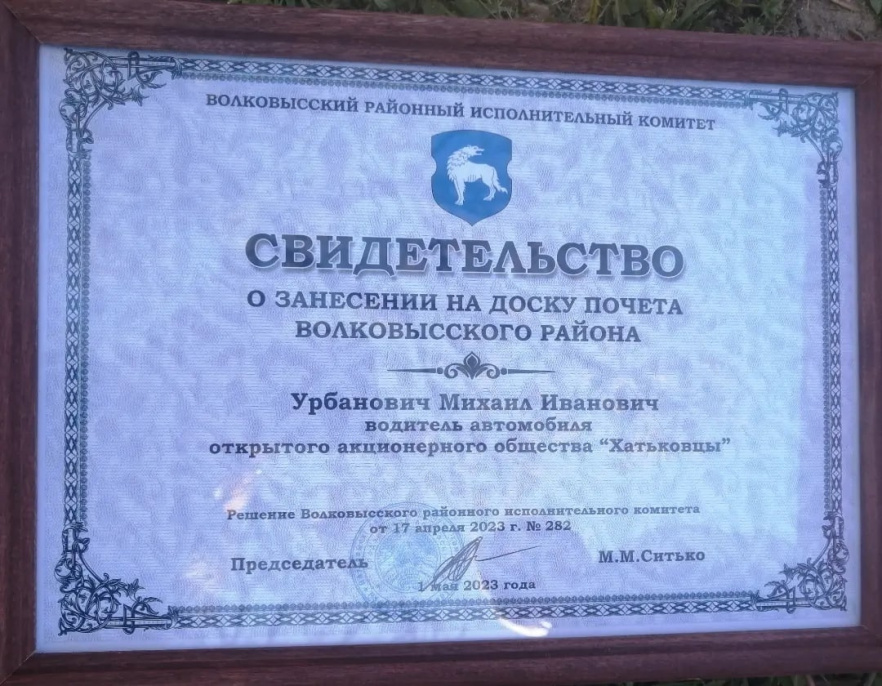 ВОЛКОВЫССКИЙ РАЙОННЫЙ ИСПОЛНИТЕЛЬНЫЙ КОМИТЕТ
СВИДЕТЕЛЬСТВО
О ЗАНЕСЕНИИ НА ДОСКУ ПОЧЕТА
ВОЛКОВЫССКОГО РАЙОНА
Урбанович Михаил Иванович
водитель автомобиля
открытого акционерного общества “Хатьковцы”
Решение Волковысского районного исполнительного комитета
от 17 апреля 2023 г. № 282
Председатель М.М.Ситько
1 мая 2023 года